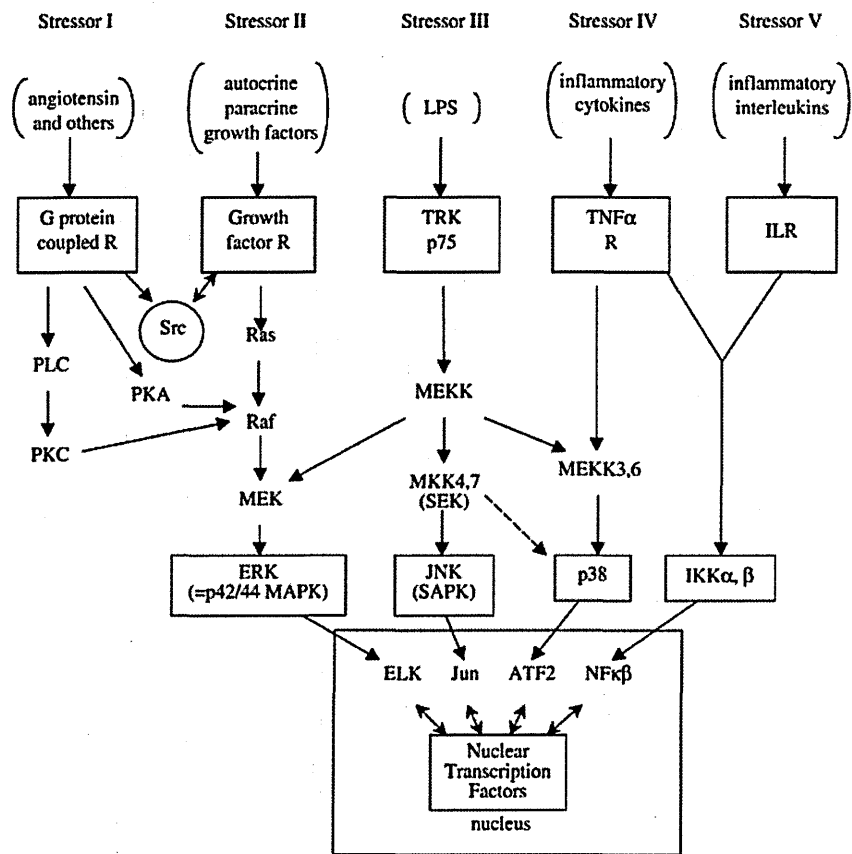 Stressor I
Stressor II
Stressor III
Stressor IV
Stressor V
angiotensin
and others
autocrine
paracrine
growth factors
LPS
inflammatory
cytokines
inflammatory
interleukins
G protein
coupled R
Growth
factor R
TRK
p75
TNFα
R
ILR
Src
Ras
PLC
PKA
MEKK
Raf
PKC
MEKK3,6
MEK
MKK4,7
(SEK)
ERK
(=p42/44 MAPK)
JNK
(SAPK)
p38
IKKα, β
ELK
Jun
ATF2
NFκβ
Nuclear
Transcription
Factors
nucleus